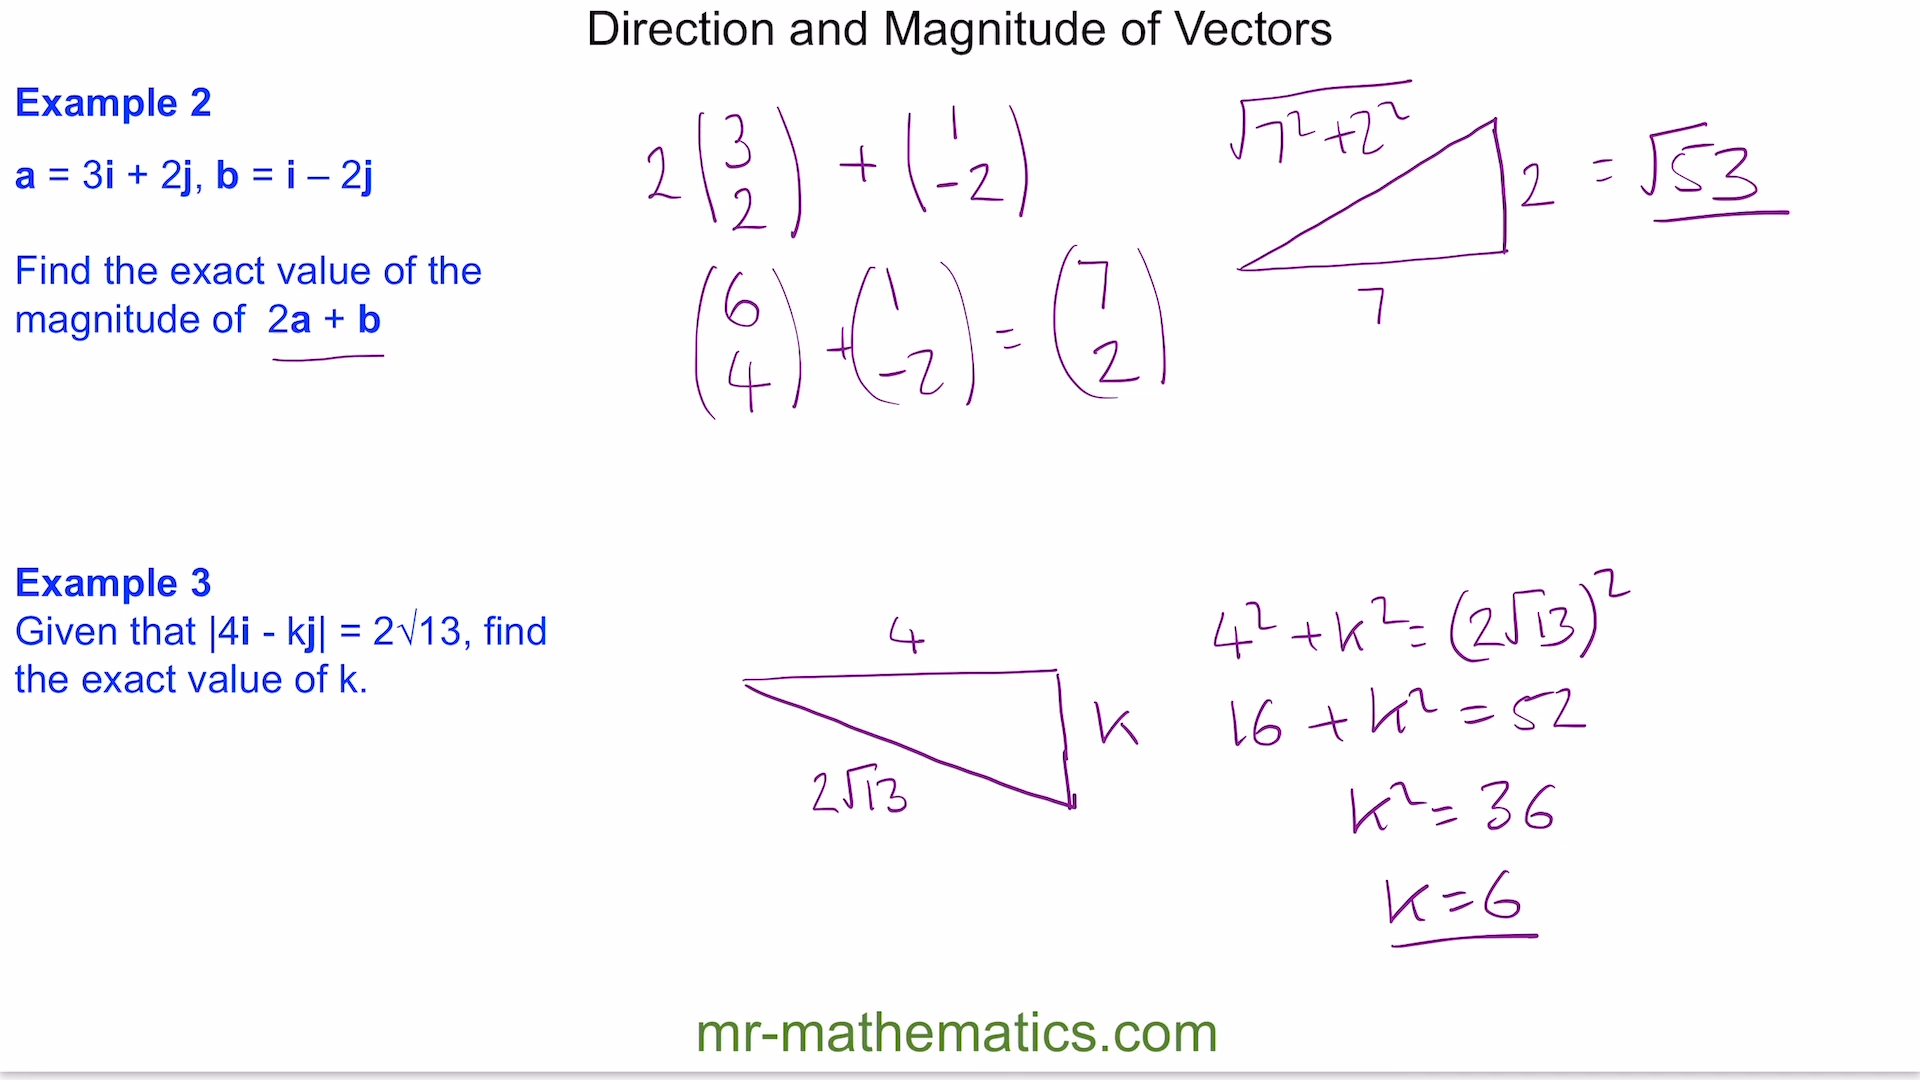 Direction and Magnitude of Vectors
Example 2
a = 3i + 2j, b = i – 2j
Find the exact value of the
magnitude of 2a + b
2(3 2) + (1 -2)
(6 4) + (1 -2) = (7 2)
√7²+2²
2
7
= √53
Example 3
Given that |4i - kj| = 2√13, find
the exact value of k.
4
k
2√13
4² + k² = (2√13)²
16 + k² = 52
k² = 36
k = 6
mr-mathematics.com